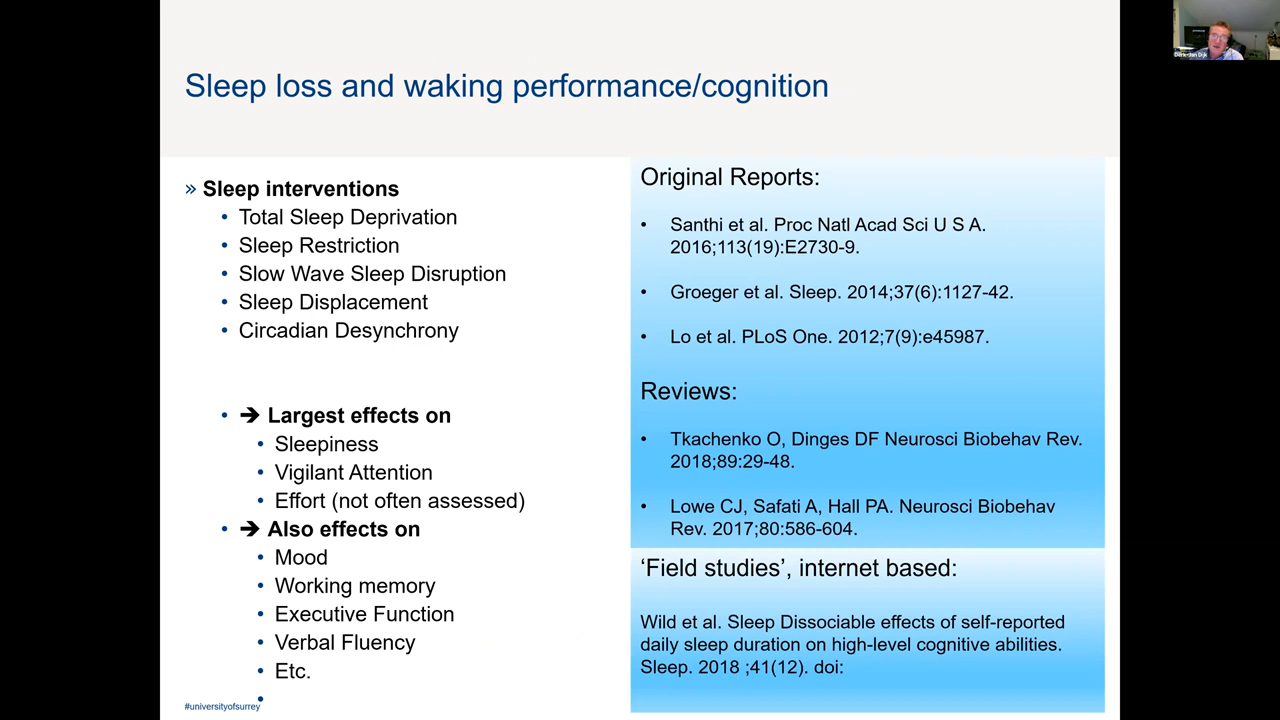 Sleep loss and waking performance/cognition
» Sleep interventions
• Total Sleep Deprivation
• Sleep Restriction
• Slow Wave Sleep Disruption
• Sleep Displacement
• Circadian Desynchrony
• ➔ Largest effects on
• Sleepiness
• Vigilant Attention
• Effort (not often assessed)
• ➔ Also effects on
• Mood
• Working memory
• Executive Function
• Verbal Fluency
• Etc.
•
#universityofsurrey
Original Reports:
• Santhi et al. Proc Natl Acad Sci U S A.
2016;113(19):E2730-9.
• Groeger et al. Sleep. 2014;37(6):1127-42.
• Lo et al. PLoS One. 2012;7(9):e45987.
Reviews:
• Tkachenko O, Dinges DF Neurosci Biobehav Rev.
2018;89:29-48.
• Lowe CJ, Safati A, Hall PA. Neurosci Biobehav
Rev. 2017;80:586-604.
‘Field studies’, internet based:
Wild et al. Sleep Dissociable effects of self-reported
daily sleep duration on high-level cognitive abilities.
Sleep. 2018 ;41(12). doi:
Derk-Jan Dijk